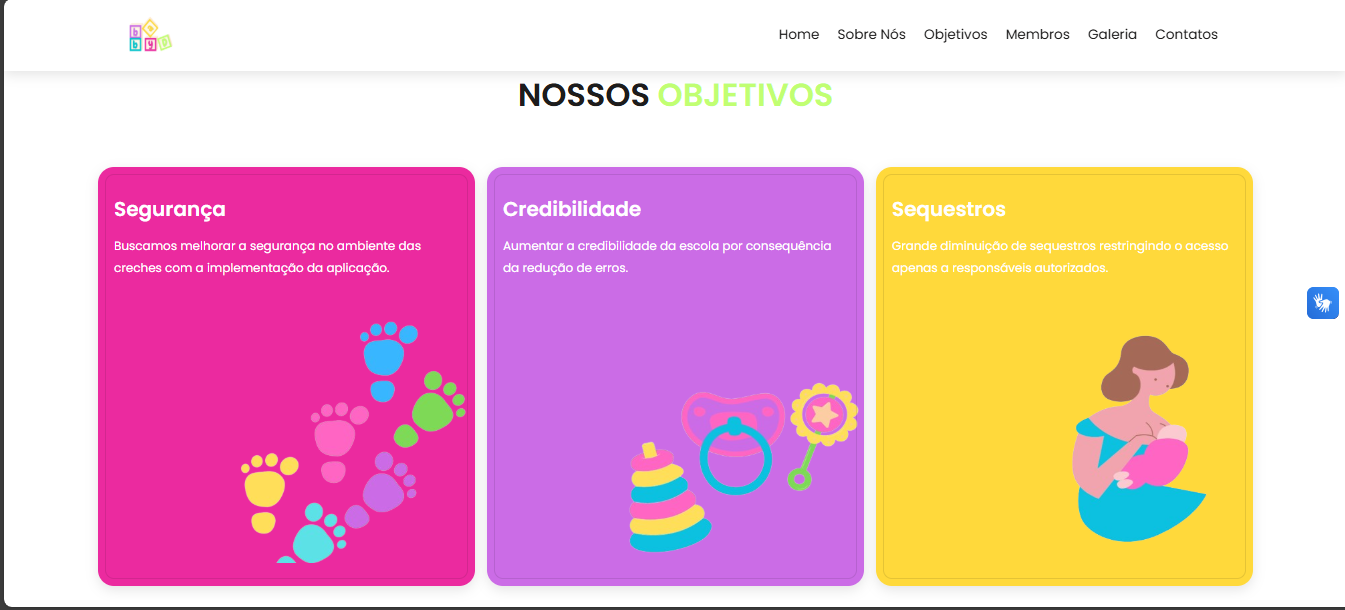 b b b y p
Home Sobre Nós Objetivos Membros Galeria Contatos
NOSSOS OBJETIVOS
Segurança
Buscamos melhorar a segurança no ambiente das
creches com a implementação da aplicação.
Credibilidade
Aumentar a credibilidade da escola por consequência
da redução de erros.
Sequestros
Grande diminuição de sequestros restringindo o acesso
apenas a responsáveis autorizados.